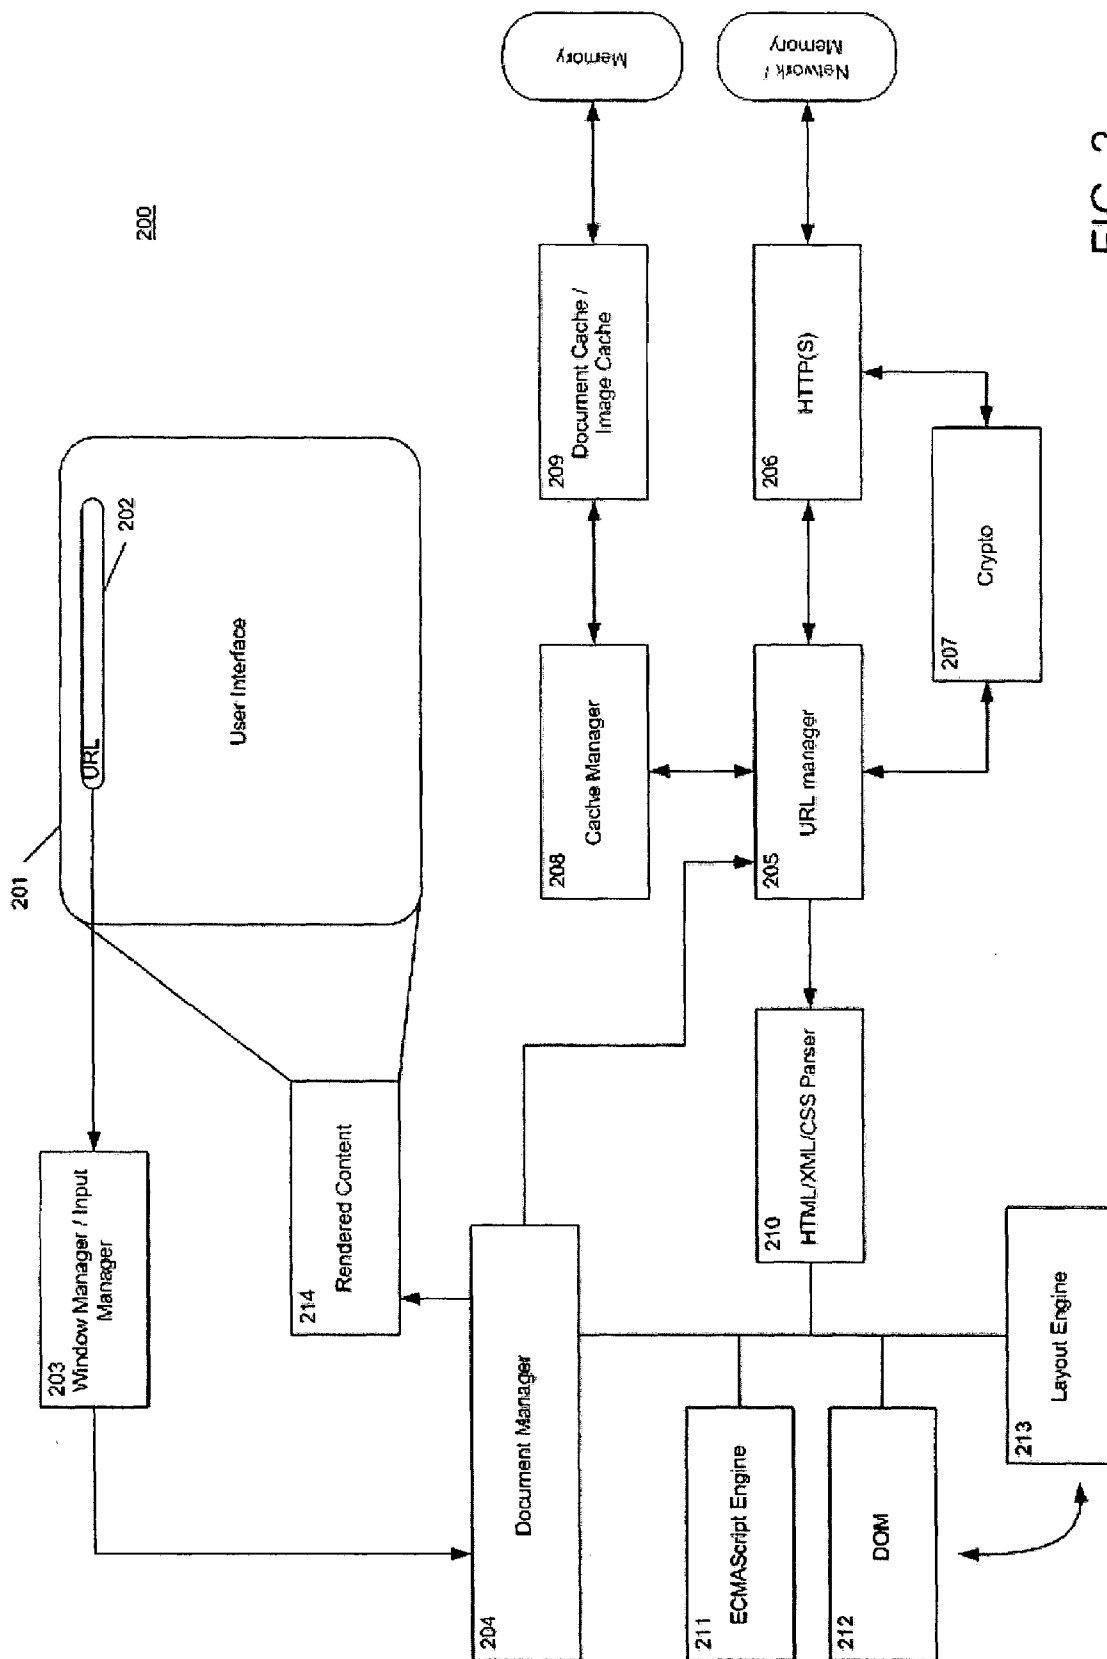 200
201
URL
202
User Interface
203
Window Manager / Input
Manager
214
Rendered Content
204
Document Manager
208
Cache Manager
209
Document Cache /
Image Cache
Memory
205
URL manager
206
HTTP(S)
Network /
Memory
207
Crypto
210
HTML/XML/CSS Parser
211
ECMAScript Engine
212
DOM
213
Layout Engine